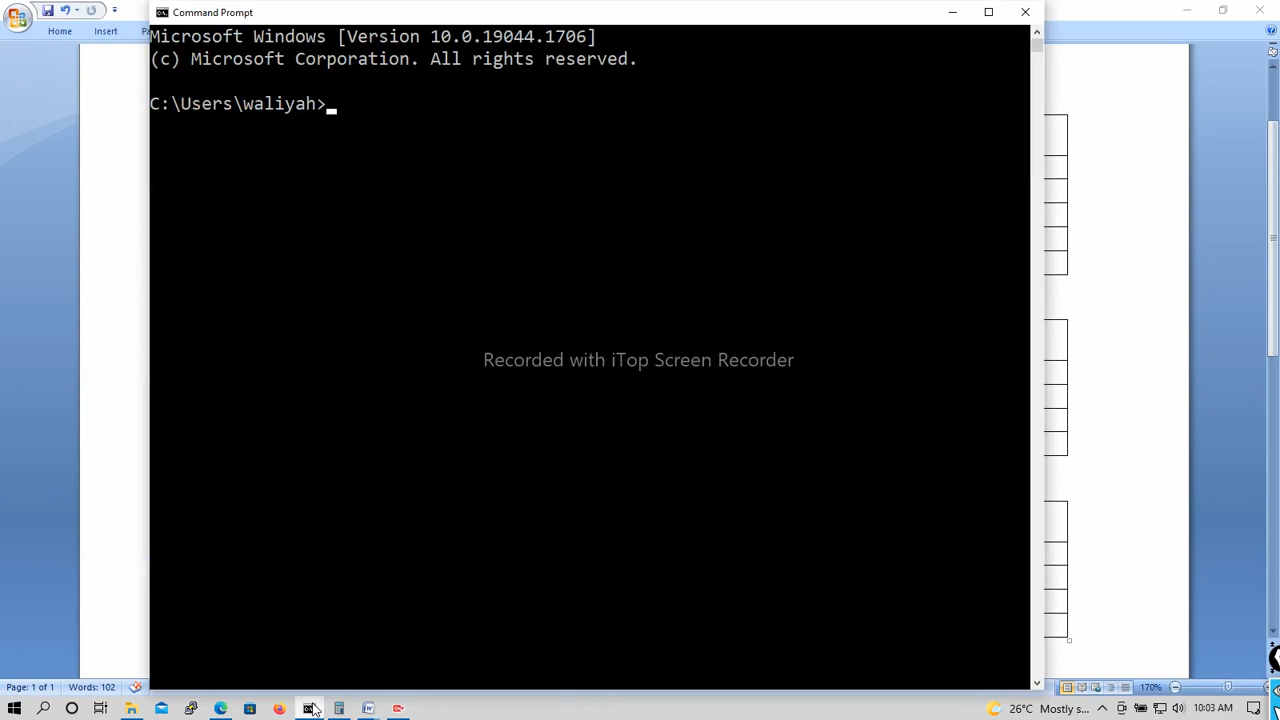 Command Prompt
Home
Insert
Microsoft Windows [Version 10.0.19044.1706]
(c) Microsoft Corporation. All rights reserved.
C:\Users\waliyah>
Recorded with iTop Screen Recorder
Page: 1 of 1
Words: 102
170%
26°C Mostly s...
10:03 AM